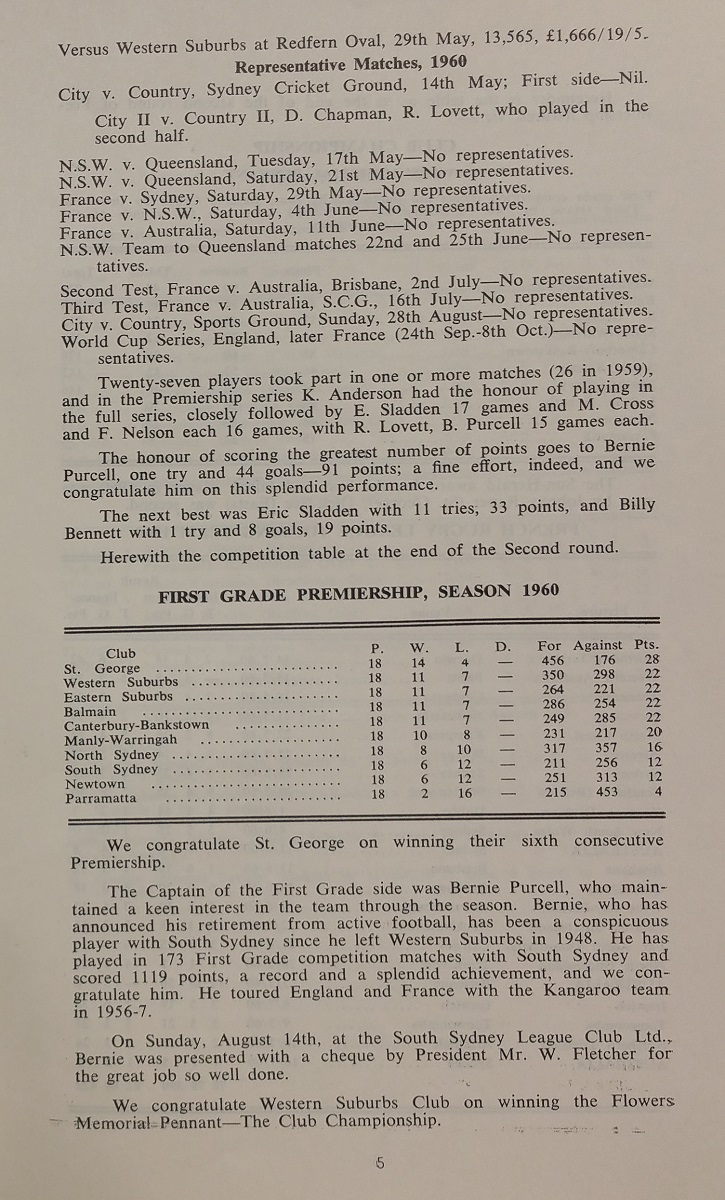 Versus Western Suburbs at Redfern Oval, 29th May, 13,565, £1,666/19/5.
Representative Matches, 1960
City v. Country, Sydney Cricket Ground, 14th May; First side—Nil.
City II v. Country II, D. Chapman, R. Lovett, who played in the
second half.
N.S.W. v. Queensland, Tuesday, 17th May—No representatives.
N.S.W. v. Queensland, Saturday, 21st May—No representatives.
France v. Sydney, Saturday, 29th May—No representatives.
France v. N.S.W., Saturday, 4th June—No representatives.
France v. Australia, Saturday, 11th June—No representatives.
N.S.W. Team to Queensland matches 22nd and 25th June—No represen-
tatives.
Second Test, France v. Australia, Brisbane, 2nd July—No representatives.
Third Test, France v. Australia, S.C.G., 16th July—No representatives.
City v. Country, Sports Ground, Sunday, 28th August—No representatives.
World Cup Series, England, later France (24th Sep.-8th Oct.)—No repre-
sentatives.
Twenty-seven players took part in one or more matches (26 in 1959),
and in the Premiership series K. Anderson had the honour of playing in
the full series, closely followed by E. Sladden 17 games and M. Cross
and F. Nelson each 16 games, with R. Lovett, B. Purcell 15 games each.
The honour of scoring the greatest number of points goes to Bernie
Purcell, one try and 44 goals—91 points; a fine effort, indeed, and we
congratulate him on this splendid performance.
The next best was Eric Sladden with 11 tries, 33 points, and Billy
Bennett with 1 try and 8 goals, 19 points.
Herewith the competition table at the end of the Second round.
FIRST GRADE PREMIERSHIP, SEASON 1960
Club P. W. L. D. For Against Pts.
St. George .......................... 18 14 4 — 456 176 28
Western Suburbs ..................... 18 11 7 — 350 298 22
Eastern Suburbs ...................... 18 11 7 — 264 221 22
Balmain ............................ 18 11 7 — 286 254 22
Canterbury-Bankstown ............... 18 11 7 — 249 285 22
Manly-Warringah .................... 18 10 8 — 231 217 20
North Sydney ........................ 18 8 10 — 317 357 16
South Sydney ........................ 18 6 12 — 211 256 12
Newtown ........................... 18 6 12 — 251 313 12
Parramatta ......................... 18 2 16 — 215 453 4
We congratulate St. George on winning their sixth consecutive
Premiership.
The Captain of the First Grade side was Bernie Purcell, who main-
tained a keen interest in the team through the season. Bernie, who has
announced his retirement from active football, has been a conspicuous
player with South Sydney since he left Western Suburbs in 1948. He has
played in 173 First Grade competition matches with South Sydney and
scored 1119 points, a record and a splendid achievement, and we con-
gratulate him. He toured England and France with the Kangaroo team
in 1956-7.
On Sunday, August 14th, at the South Sydney League Club Ltd.,
Bernie was presented with a cheque by President Mr. W. Fletcher for
the great job so well done.
We congratulate Western Suburbs Club on winning the Flowers
Memorial Pennant—The Club Championship.
5